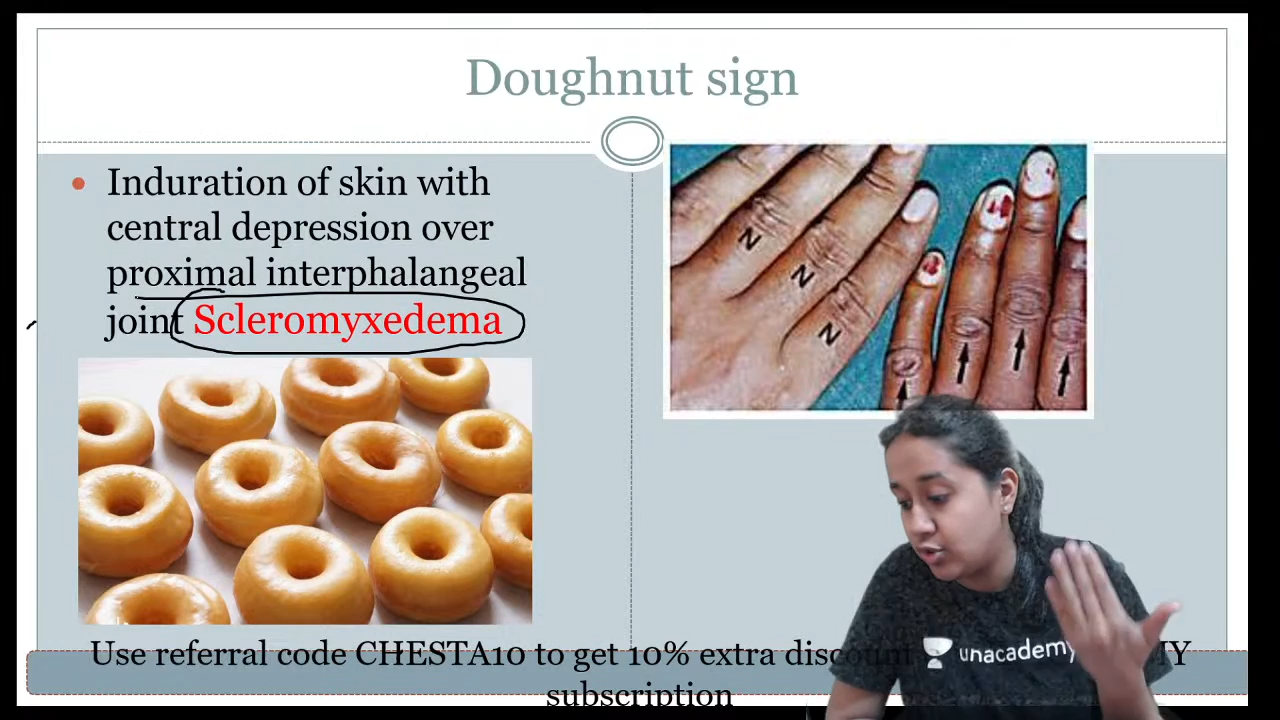 Doughnut sign
Induration of skin with
central depression over
proximal interphalangeal
joint Scleromyxedema
N
N
N
Use referral code CHESTA10 to get 10% extra discount
unacademy
subscription